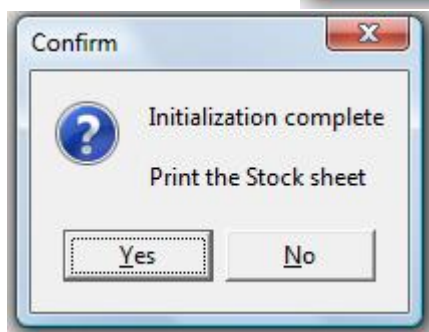 Confirm
Initialization complete
Print the Stock sheet
Yes
No